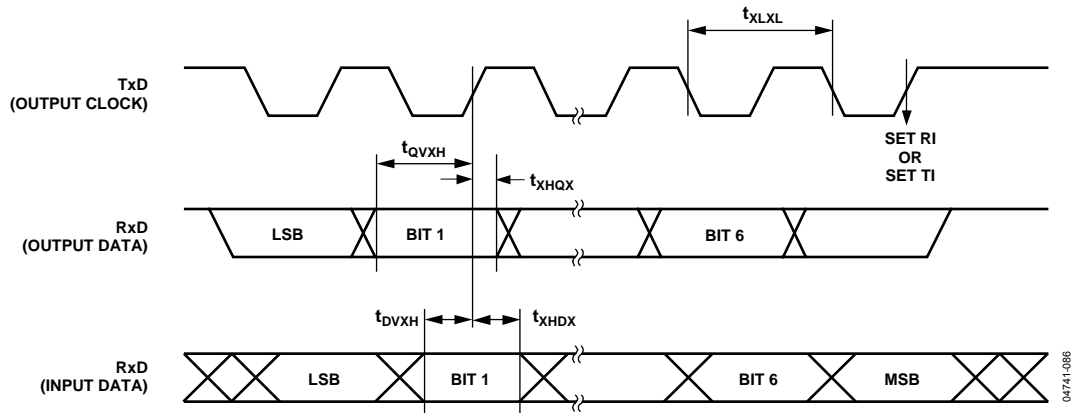 tXLXL
TxD
(OUTPUT CLOCK)
SET RI
OR
SET TI
tQVXH
tXHQX
RxD
(OUTPUT DATA)
LSB
BIT 1
BIT 6
tDVXH
tXHDX
RxD
(INPUT DATA)
LSB
BIT 1
BIT 6
MSB
04741-086